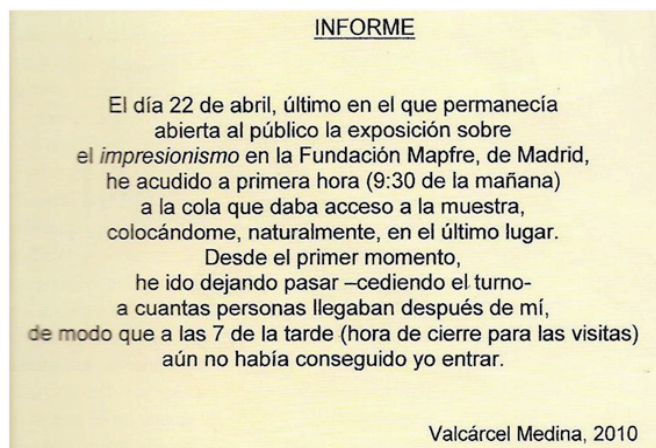 INFORME
El día 22 de abril, último en el que permanecía
abierta al público la exposición sobre
el impresionismo en la Fundación Mapfre, de Madrid,
he acudido a primera hora (9:30 de la mañana)
a la cola que daba acceso a la muestra,
colocándome, naturalmente, en el último lugar.
Desde el primer momento,
he ido dejando pasar –cediendo el turno-
a cuantas personas llegaban después de mí,
de modo que a las 7 de la tarde (hora de cierre para las visitas)
aún no había conseguido yo entrar.
Valcárcel Medina, 2010